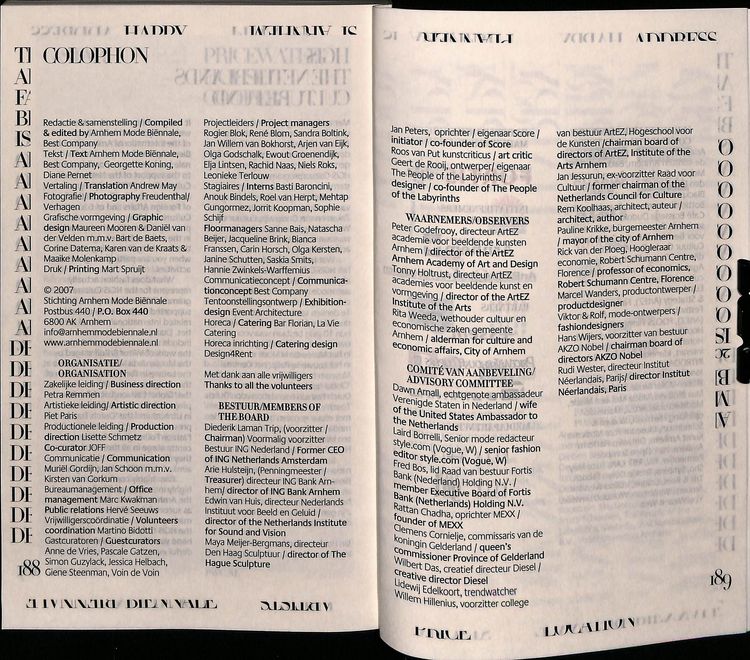 COLOPHON
Redactie & samenstelling / Compiled
& edited by Arnhem Mode Biënnale,
Best Company
Tekst / Text Arnhem Mode Biënnale,
Best Company, Georgette Koning,
Diane Pernet
Vertaling / Translation Andrew May
Fotografie / Photography Freudenthal/
Verhagen
Grafische vormgeving / Graphic
design Maureen Mooren & Daniël van
der Velden m.m.v. Bart de Baets,
Corine Datema, Karen van de Kraats &
Maaike Molenkamp
Druk / Printing Mart Spruijt
© 2007
Stichting Arnhem Mode Biënnale
Postbus 440 / P.O. Box 440
6800 AK Arnhem
info@arnhemmodebiennale.nl
www.arnhemmodebiennale.nl
ORGANISATIE/
ORGANISATION
Zakelijke leiding / Business direction
Petra Remmen
Artistieke leiding/ Artistic direction
Piet Paris
Productionele leiding / Production
direction Lisette Schmetz
Co-curator JOFF
Communicatie / Communication
Muriël Gordijn, Jan Schoon m.m.v.
Kirsten van Gorkum
Bureaumanagement / Office
management Marc Kwakman
Public relations Hervé Seeuws
Vrijwilligerscoördinatie / Volunteers
coordination Martino Bidotti
Gastcuratoren / Guestcurators
Anne de Vries, Pascale Gatzen,
Simon Guzylack, Jessica Helbach,
Giene Steenman, Voin de Voin
188
Projectleiders / Project managers
Rogier Blok, René Blom, Sandra Boltink,
Jan Willem van Bokhorst, Arjen van Eijk,
Olga Godschalk, Ewout Groenendijk,
Elja Lintsen, Rachid Naas, Niels Roks,
Leonieke Terlouw
Stagiaires / Interns Basti Baroncini,
Anouk Bindels, Roel van Herpt, Mehtap
Gungormez, Jorrit Koopman, Sophie
Schijf
Floormanagers Sanne Bais, Natascha
Beijer, Jacqueline Brink, Bianca
Franssen, Carin Horsch, Olga Kersten,
Janine Schutten, Saskia Smits,
Hannie Zwinkels-Warffemius
Communicatieconcept / Communica-
tionconcept Best Company
Tentoonstellingsontwerp / Exhibition-
design Event Architecture
Horeca / Catering Bar Florian, La Vie
Catering
Horeca inrichting / Catering design
Design4Rent
Met dank aan alle vrijwilligers
Thanks to all the volunteers
BESTUUR/MEMBERS OF
THE BOARD
Diederik Laman Trip, (voorzitter /
Chairman) Voormalig voorzitter
Bestuur ING Nederland / Former CEO
of ING Netherlands Amsterdam
Arie Hulsteijn, (Penningmeester /
Treasurer) directeur ING Bank Arn-
hem/ director of ING Bank Arnhem
Edwin van Huis, directeur Nederlands
Instituut voor Beeld en Geluid /
director of the Netherlands Institute
for Sound and Vision
Maya Meijer-Bergmans, directeur
Den Haag Sculptuur / director of The
Hague Sculpture
Jan Peters, oprichter / eigenaar Score /
initiator / co-founder of Score
Roos van Put kunstcriticus / art critic
Geert de Rooij, ontwerper/ eigenaar
The People of the Labyrinths /
designer / co-founder of The People
of the Labyrinths
WAARNEMERS/OBSERVERS
Peter Godefrooy, directeur ArtEZ
academie voor beeldende kunsten
Arnhem / director of the ArtEZ
Arnhem Academy of Art and Design
Tonny Holtrust, directeur ArtEZ
academies voor beeldende kunst en
vormgeving / director of the ArtEZ
Institute of the Arts
Rita Weeda, wethouder cultuur en
economische zaken gemeente
Arnhem / alderman for culture and
economic affairs, City of Arnhem
COMITÉ VAN AANBEVELING/
ADVISORY COMMITTEE
Dawn Arnall, echtgenote ambassadeur
Verenigde Staten in Nederland / wife
of the United States Ambassador to
the Netherlands
Laird Borrelli, Senior mode redacteur
style.com (Vogue, W) / senior fashion
editor style.com (Vogue, W)
Fred Bos, lid Raad van bestuur Fortis
Bank (Nederland) Holding N.V. /
member Executive Board of Fortis
Bank (Netherlands) Holding N.V.
Rattan Chadha, oprichter MEXX /
founder of MEXX
Clemens Cornielje, commissaris van de
koningin Gelderland / queen's
commissioner Province of Gelderland
Wilbert Das, creatief directeur Diesel /
creative director Diesel
Lidewij Edelkoort, trendwatcher
Willem Hillenius, voorzitter college
van bestuur ArtEZ, Hogeschool voor
de Kunsten /chairman board of
directors of ArtEZ, Institute of the
Arts Arnhem
Jan Jessurun, ex-voorzitter Raad voor
Cultuur / former chairman of the
Netherlands Council for Culture
Rem Koolhaas, architect, auteur /
architect, author
Pauline Krikke, burgemeester Arnhem
/ mayor of the city of Arnhem
Rick van der Ploeg, Hoogleraar
economie, Robert Schumann Centre,
Florence / professor of economics,
Robert Schumann Centre, Florence
Marcel Wanders, productontwerper /
productdesigner
Viktor & Rolf, mode-ontwerpers /
fashiondesigners
Hans Wijers, voorzitter van bestuur
AKZO Nobel / chairman board of
directors AKZO Nobel
Rudi Wester, directeur Institut
Néerlandais, Parijs/ director Institut
Néerlandais, Paris
189